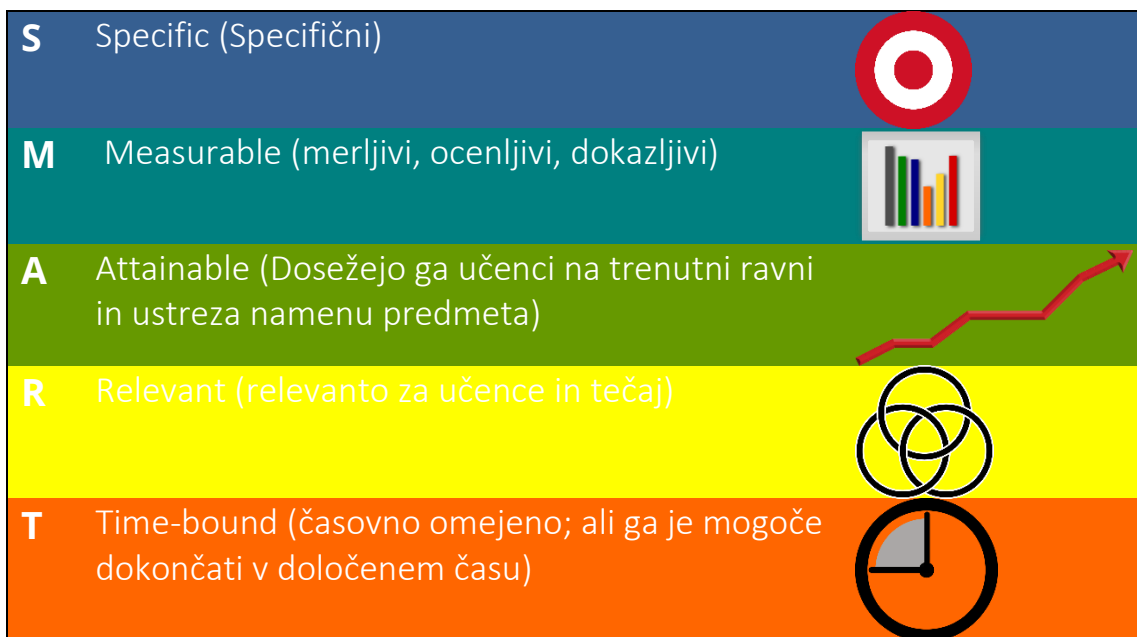 S Specific (Specifični)
M Measurable (merljivi, ocenljivi, dokazljivi)
A Attainable (Dosežejo ga učenci na trenutni ravni
in ustreza namenu predmeta)
R Relevant (relevanto za učence in tečaj)
T Time-bound (časovno omejeno; ali ga je mogoče
dokončati v določenem času)